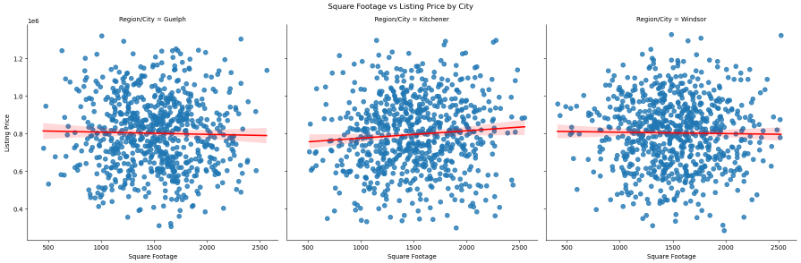 Square Footage vs Listing Price by City
Region/City = Guelph
Region/City = Kitchener
Region/City = Windsor
1e6
1.2
1.0
0.8
0.6
0.4
Listing Price
500 1000 1500 2000 2500
500 1000 1500 2000 2500
500 1000 1500 2000 2500
Square Footage
Square Footage
Square Footage